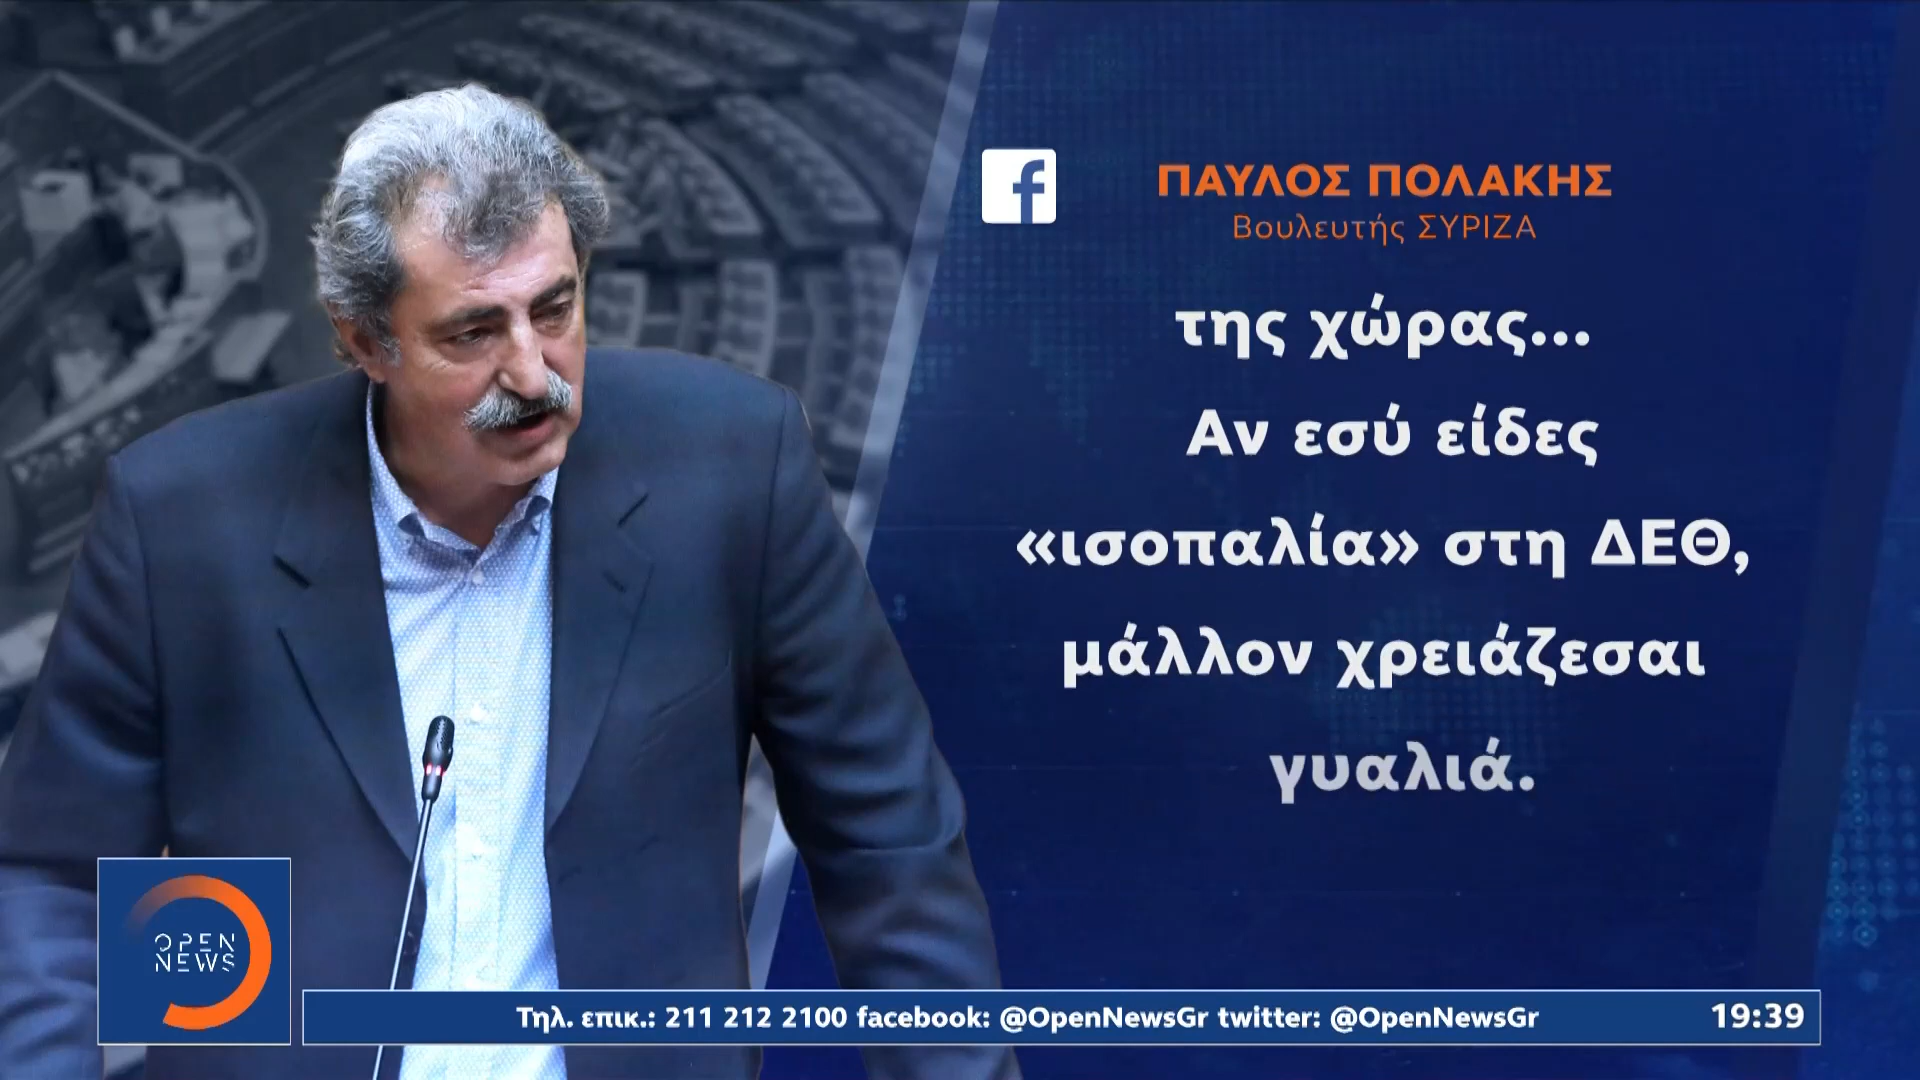 ΠΑΥΛΟΣ ΠΟΛΑΚΗΣ
Βουλευτής ΣΥΡΙΖΑ
της χώρας...
Αν εσύ είδες
«ισοπαλία» στη ΔΕΘ,
μάλλον χρειάζεσαι
γυαλιά.
OPEN
NEWS
Τηλ. επικ.: 211 212 2100 facebook: @OpenNewsGr twitter: @OpenNewsGr
19:39